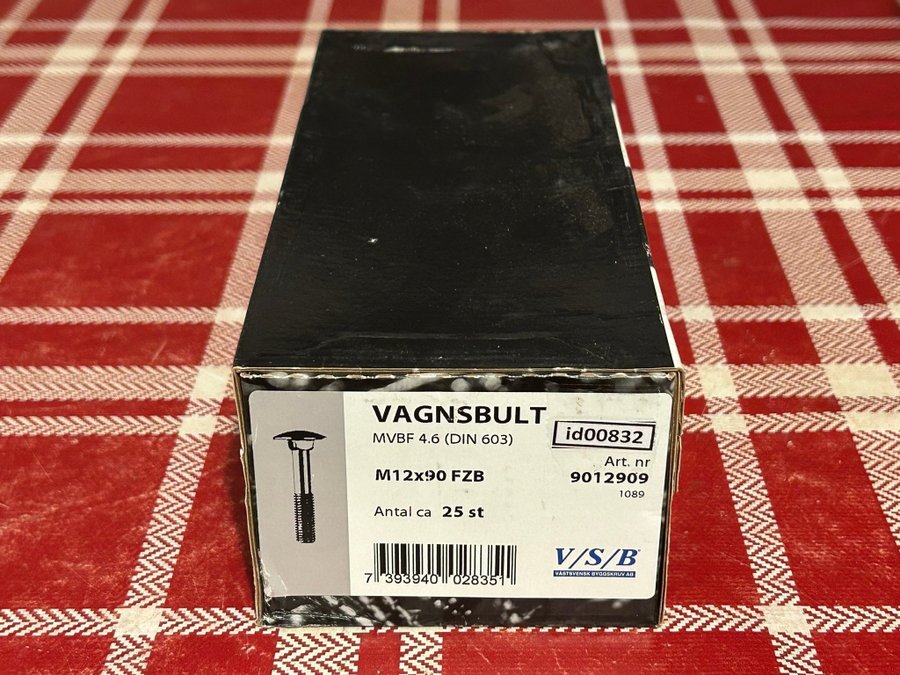 VAGNSBULT
MVBF 4.6 (DIN 603)
id00832
Art. nr
M12x90 FZB
9012909
1089
Antal ca 25 st
V/S/B
VÄSTSVENSK BYGGSKRUV AB
7 393940 028351